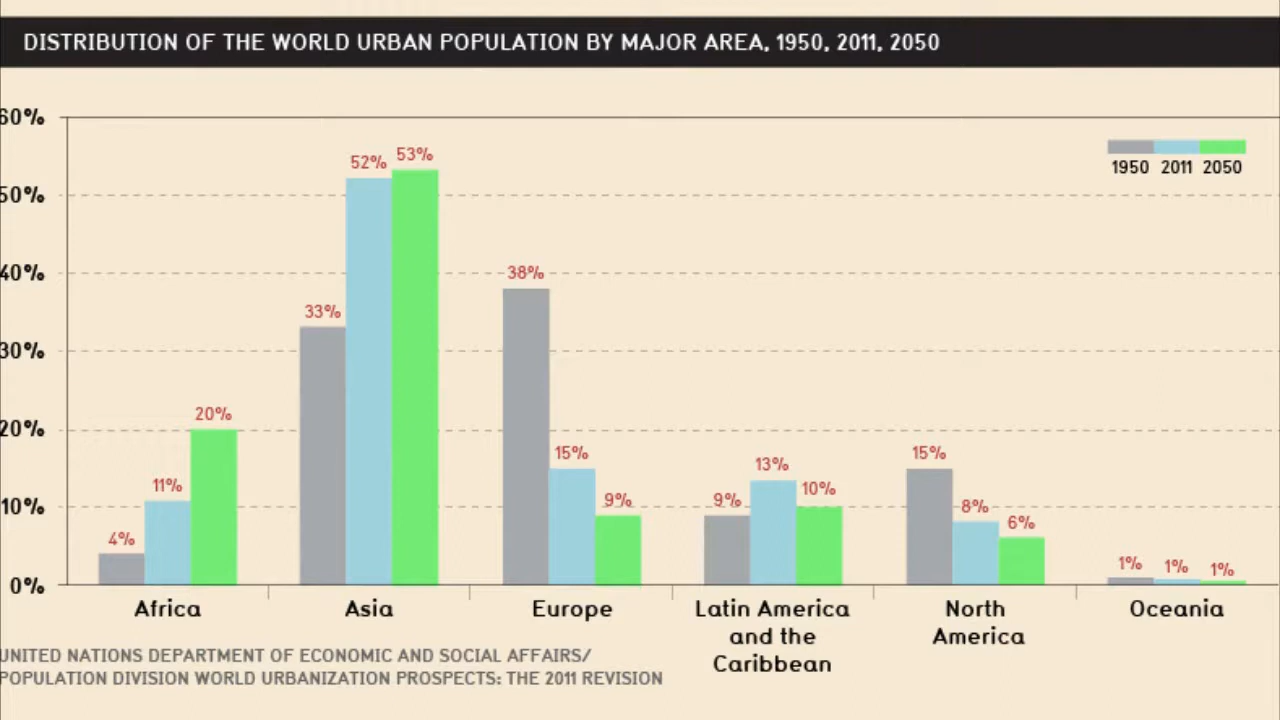 DISTRIBUTION OF THE WORLD URBAN POPULATION BY MAJOR AREA, 1950, 2011, 2050
60%
50%
40%
30%
20%
10%
0%
1950 2011 2050
4% 11% 20%
33% 52% 53%
38% 15% 9%
9% 13% 10%
15% 8% 6%
1% 1% 1%
Africa
Asia
Europe
Latin America
and the
Caribbean
North
America
Oceania
UNITED NATIONS DEPARTMENT OF ECONOMIC AND SOCIAL AFFAIRS/
POPULATION DIVISION WORLD URBANIZATION PROSPECTS: THE 2011 REVISION